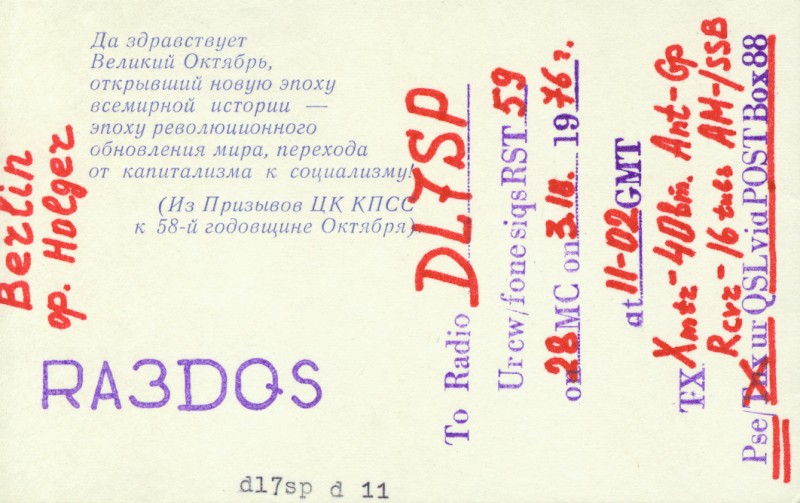 Да здравствует
Великий Октябрь,
открывший новую эпоху
всемирной истории —
эпоху революционного
обновления мира, перехода
от капитализма к социализму!
(Из Призывов ЦК КПСС
к 58-й годовщине Октября)
Berlin
op. Holger
RA3DQS
To Radio DL7SP
Ur cw/fone siqs RST 59
on 28 MC on 3.10. 1976 г.
at 11-02 GMT
TX Xmtr-40 Wm. Ant-Gp
Rcvr-16 tubs AM-/SSB
Pse/Tnx ur QSL via POST Box 88
dl7sp d 11